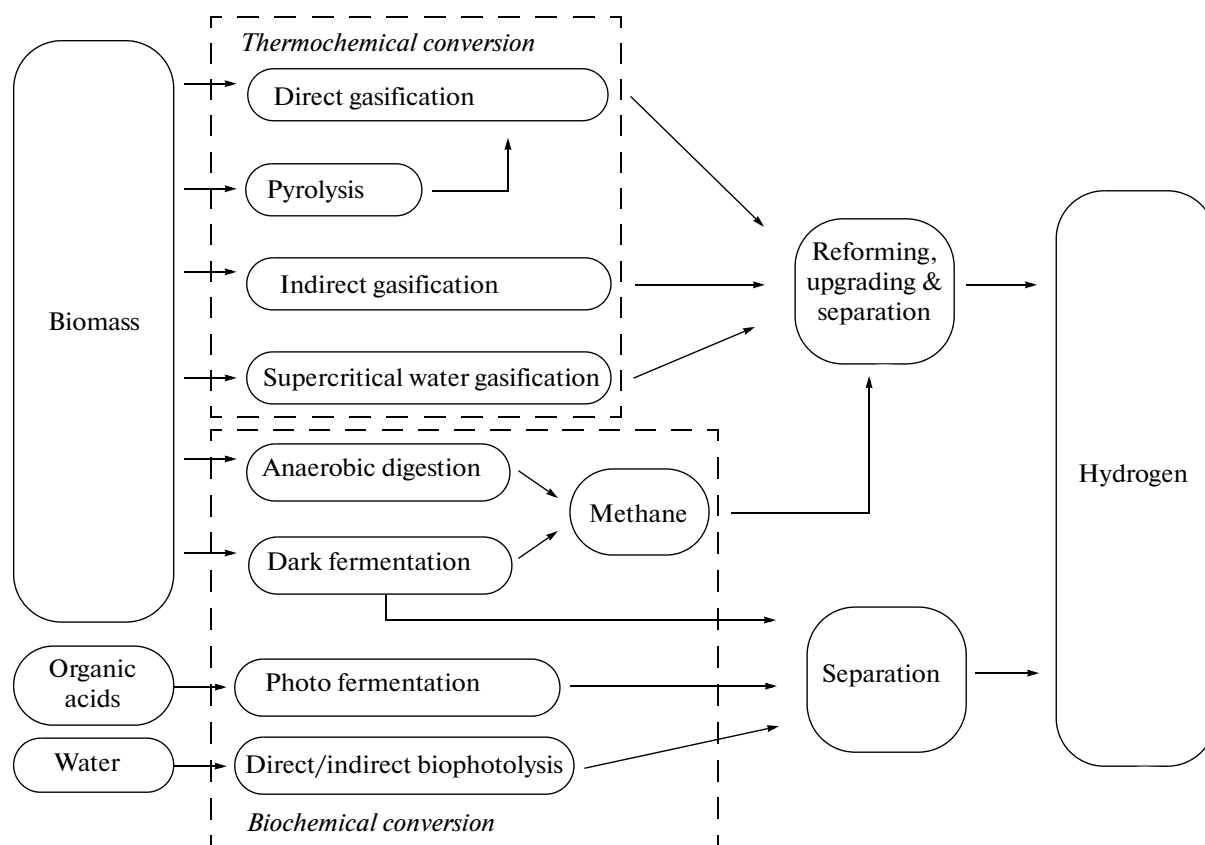 Thermochemical conversion
Direct gasification
Pyrolysis
Indirect gasification
Supercritical water gasification
Biomass
Reforming,
upgrading &
separation
Anaerobic digestion
Methane
Dark fermentation
Hydrogen
Organic
acids
Photo fermentation
Separation
Water
Direct/indirect biophotolysis
Biochemical conversion